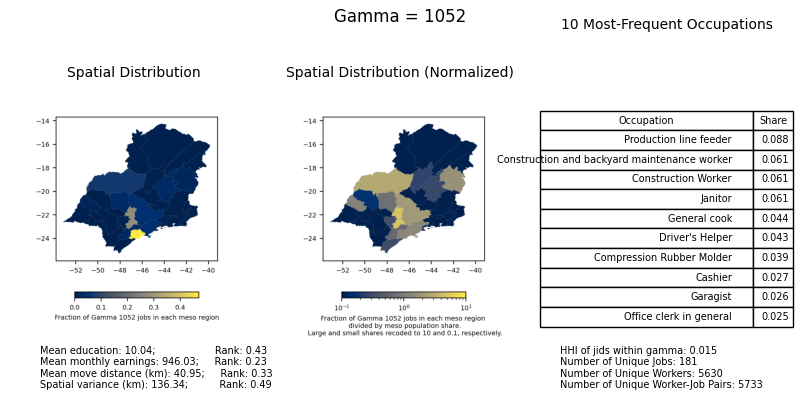 Gamma = 1052
10 Most-Frequent Occupations
Spatial Distribution
Spatial Distribution (Normalized)
−14
−16
−18
−20
−22
−24
−52 −50 −48 −46 −44 −42 −40
0.0 0.1 0.2 0.3 0.4
Fraction of Gamma 1052 jobs in each meso region
−14
−16
−18
−20
−22
−24
−52 −50 −48 −46 −44 −42 −40
10⁻¹ 10⁰ 10¹
Fraction of Gamma 1052 jobs in each meso region
divided by meso population share.
Large and small shares recoded to 10 and 0.1, respectively.
Occupation Share
Production line feeder 0.088
Construction and backyard maintenance worker 0.061
Construction Worker 0.061
Janitor 0.061
General cook 0.044
Driver's Helper 0.043
Compression Rubber Molder 0.039
Cashier 0.027
Garagist 0.026
Office clerk in general 0.025
Mean education: 10.04; Rank: 0.43
Mean monthly earnings: 946.03; Rank: 0.23
Mean move distance (km): 40.95; Rank: 0.33
Spatial variance (km): 136.34; Rank: 0.49
HHI of jids within gamma: 0.015
Number of Unique Jobs: 181
Number of Unique Workers: 5630
Number of Unique Worker-Job Pairs: 5733